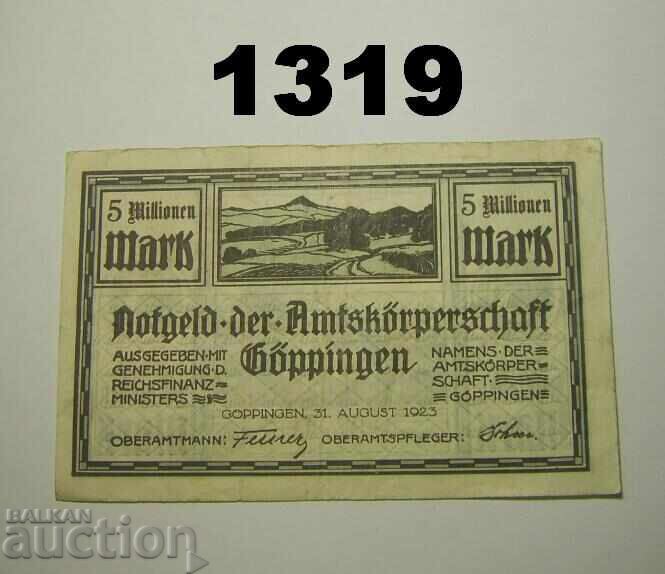 1319
5 Millionen
Mark
5 Millionen
Mark
Notgeld·der·Amtskörperschaft
Göppingen
AUSGEGEBEN·MIT
GENEHMIGUNG·D.
REICHSFINANZ=
MINISTERS
NAMENS·DER
AMTSKÖRPER
SCHAFT·
GÖPPINGEN
GÖPPINGEN, 31. AUGUST 1923
OBERAMTMANN:
OBERAMTSPFLEGER:
BALKAN
auction